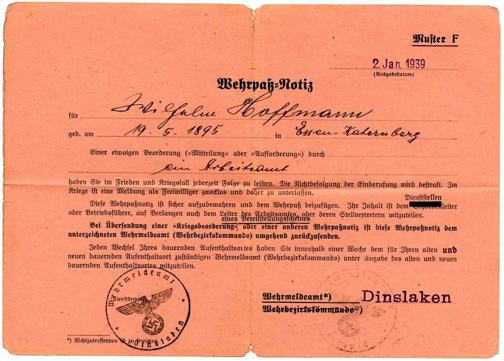 Muster F
2. Jan. 1939
(Ausgabedatum)
Wehrpaß-Notiz
für Wilhelm Hoffmann
geb. am 19.5.1895 in Essen-Katernberg
Einer etwaigen Beorderung (»Mitteilung« oder »Aufforderung«) durch
ein Arbeitsamt
haben Sie im Frieden und Kriegsfall jederzeit Folge zu leisten. Die Nichtbefolgung der Einberufung wird bestraft. Im
Kriege ist eine Meldung als Freiwilliger zwecklos und daher zu unterlassen.
Dienststellen
Diese Wehrpaßnotiz ist sicher aufzubewahren und dem Wehrpaß beizufügen. Ihr Inhalt ist dem leiter
oder Betriebsführer, auf Verlangen auch dem Leiter des Arbeitsamtes, oder deren Stellvertretern mitzuteilen.
eines Bereitstellungsscheines
Bei Übersendung einer »Kriegsbeorderung« oder einer anderen Wehrpaßnotiz ist diese Wehrpaßnotiz dem
unterzeichneten Wehrmeldeamt (Wehrbezirkskommando) umgehend zurückzusenden.
Jeden Wechsel Ihres dauernden Aufenthaltsortes haben Sie innerhalb einer Woche dem für Ihren alten und
neuen dauernden Aufenthaltsort zuständigen Wehrmeldeamt (Wehrbezirkskommando) unter Angabe des alten und
neuen dauernden Aufenthaltsortes mitzuteilen.
Wehrmeldeamt
Dinslaken
Wehrmeldeamt*) Dinslaken
Wehrbezirkskommando*)
*) Nichtzutreffendes ist zu streichen.